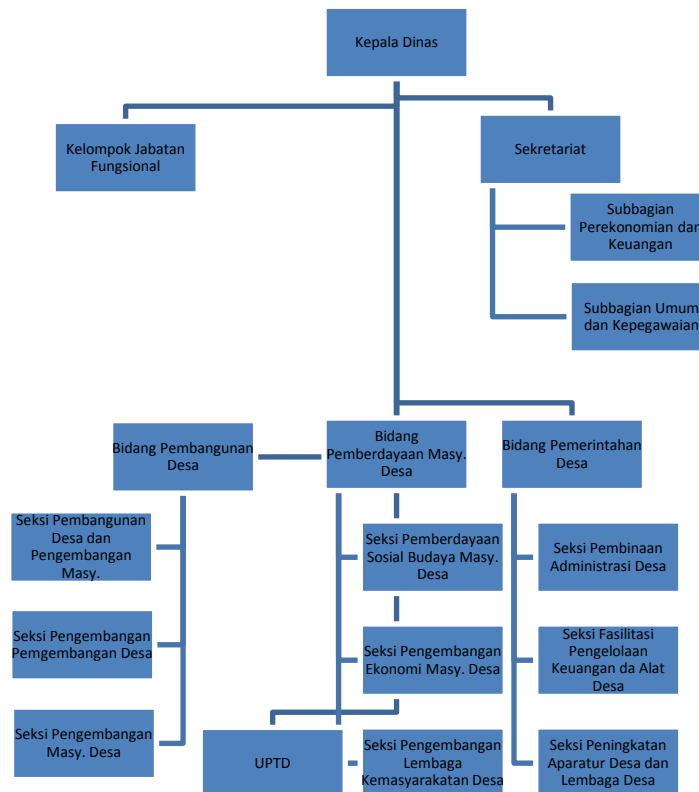 Kepala Dinas
Kelompok Jabatan
Fungsional
Sekretariat
Subbagian
Perekonomian dan
Keuangan
Subbagian Umum
dan Kepegawaian
Bidang Pembangunan
Desa
Bidang
Pemberdayaan Masy.
Desa
Bidang Pemerintahan
Desa
Seksi Pembangunan
Desa dan
Pengembangan
Masy.
Seksi Pemberdayaan
Sosial Budaya Masy.
Desa
Seksi Pembinaan
Administrasi Desa
Seksi Pengembangan
Pemgembangan Desa
Seksi Pengembangan
Ekonomi Masy. Desa
Seksi Fasilitasi
Pengelolaan
Keuangan da Alat
Desa
Seksi Pengembangan
Masy. Desa
UPTD
Seksi Pengembangan
Lembaga
Kemasyarakatan Desa
Seksi Peningkatan
Aparatur Desa dan
Lembaga Desa